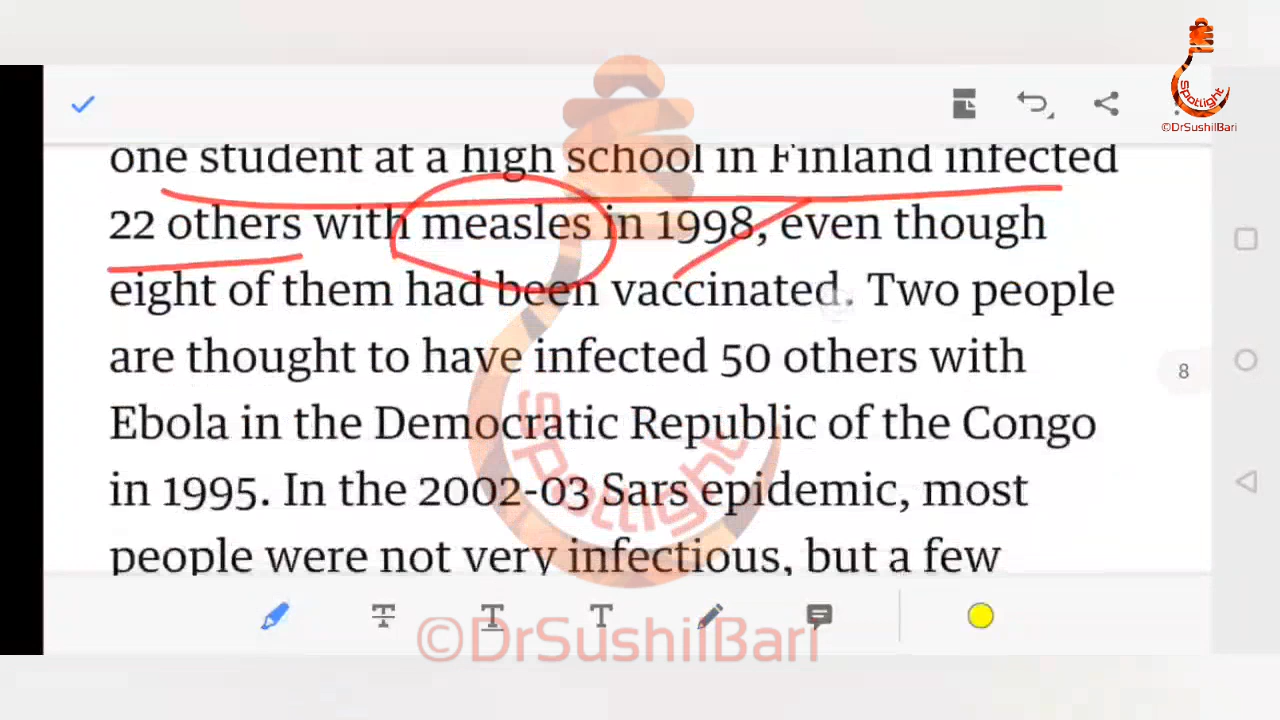 Spotlight
©DrSushilBari
one student at a high school in Finland infected
22 others with measles in 1998, even though
eight of them had been vaccinated. Two people
are thought to have infected 50 others with
Ebola in the Democratic Republic of the Congo
in 1995. In the 2002-03 Sars epidemic, most
people were not very infectious, but a few
8
Spotlight
T T T
©DrSushilBari